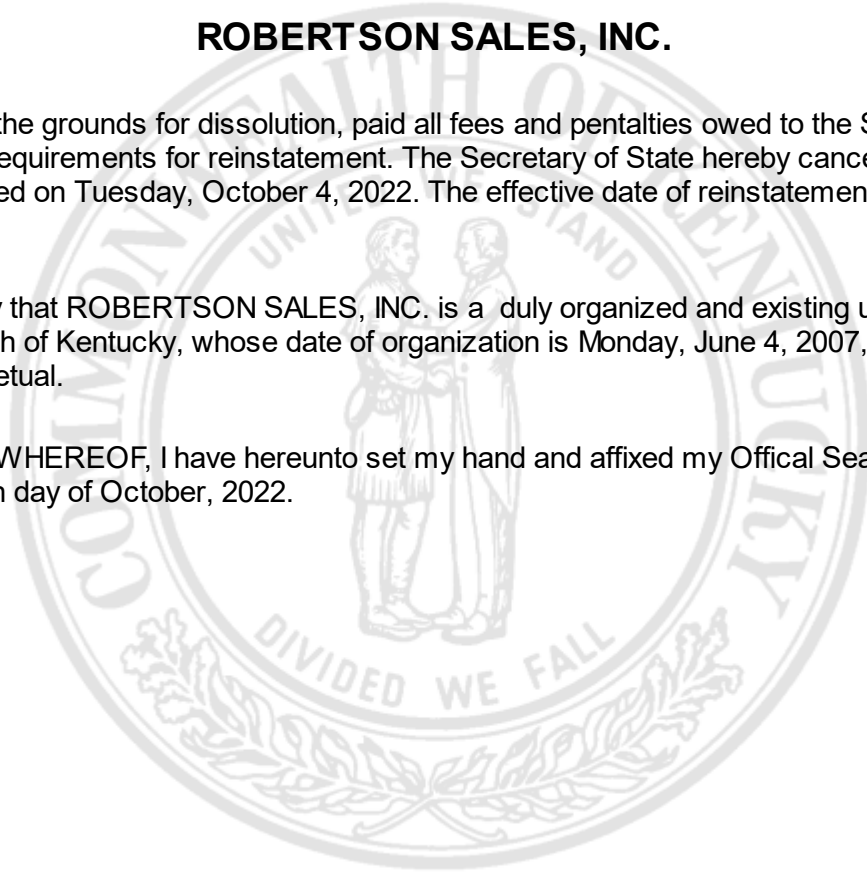 ROBERTSON SALES, INC.
the grounds for dissolution, paid all fees and pentalties owed to the S
equirements for reinstatement. The Secretary of State hereby cance
ed on Tuesday, October 4, 2022. The effective date of reinstatemen
y that ROBERTSON SALES, INC. is a  duly organized and existing u
h of Kentucky, whose date of organization is Monday, June 4, 2007,
etual.
WHEREOF, I have hereunto set my hand and affixed my Offical Sea
h day of October, 2022.
COMMONWEALTH OF KENTUCKY
UNITED WE STAND
DIVIDED WE FALL